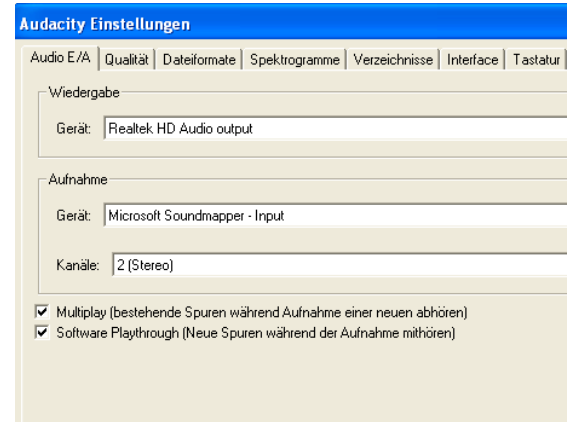 Audacity Einstellungen
Audio E/A Qualität Dateiformate Spektrogramme Verzeichnisse Interface Tastatur
Wiedergabe
Gerät: Realtek HD Audio output
Aufnahme
Gerät: Microsoft Soundmapper - Input
Kanäle: 2 (Stereo)
Multiplay (bestehende Spuren während Aufnahme einer neuen abhören)
Software Playthrough (Neue Spuren während der Aufnahme mithören)